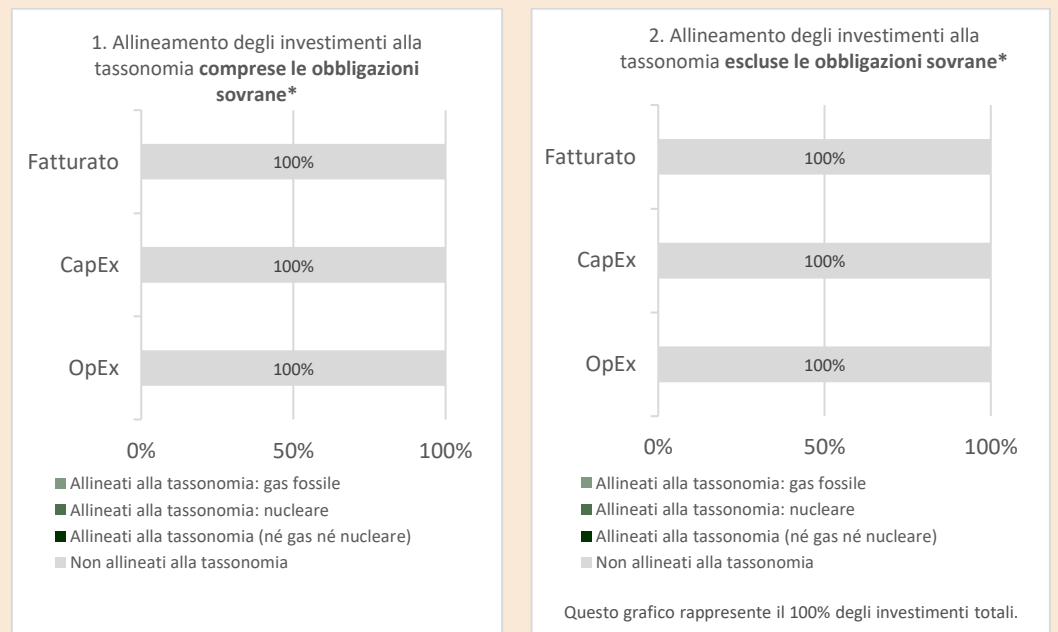 1. Allineamento degli investimenti alla
tassonomia comprese le obbligazioni
sovrane*
Fatturato
100%
CapEx
100%
OpEx
100%
0%
50%
100%
Allineati alla tassonomia: gas fossile
Allineati alla tassonomia: nucleare
Allineati alla tassonomia (né gas né nucleare)
Non allineati alla tassonomia
2. Allineamento degli investimenti alla
tassonomia escluse le obbligazioni sovrane*
Fatturato
100%
CapEx
100%
OpEx
100%
0%
50%
100%
Allineati alla tassonomia: gas fossile
Allineati alla tassonomia: nucleare
Allineati alla tassonomia (né gas né nucleare)
Non allineati alla tassonomia
Questo grafico rappresente il 100% degli investimenti totali.